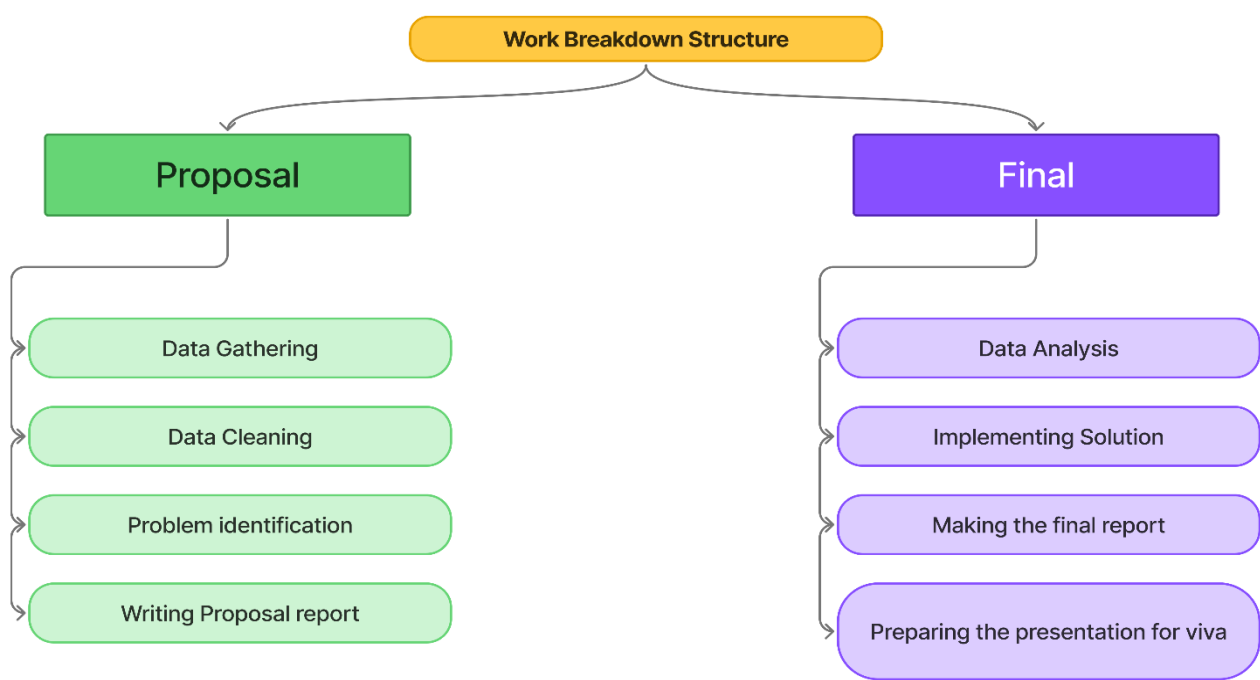 Work Breakdown Structure
Proposal
Data Gathering
Data Cleaning
Problem identification
Writing Proposal report
Final
Data Analysis
Implementing Solution
Making the final report
Preparing the presentation for viva